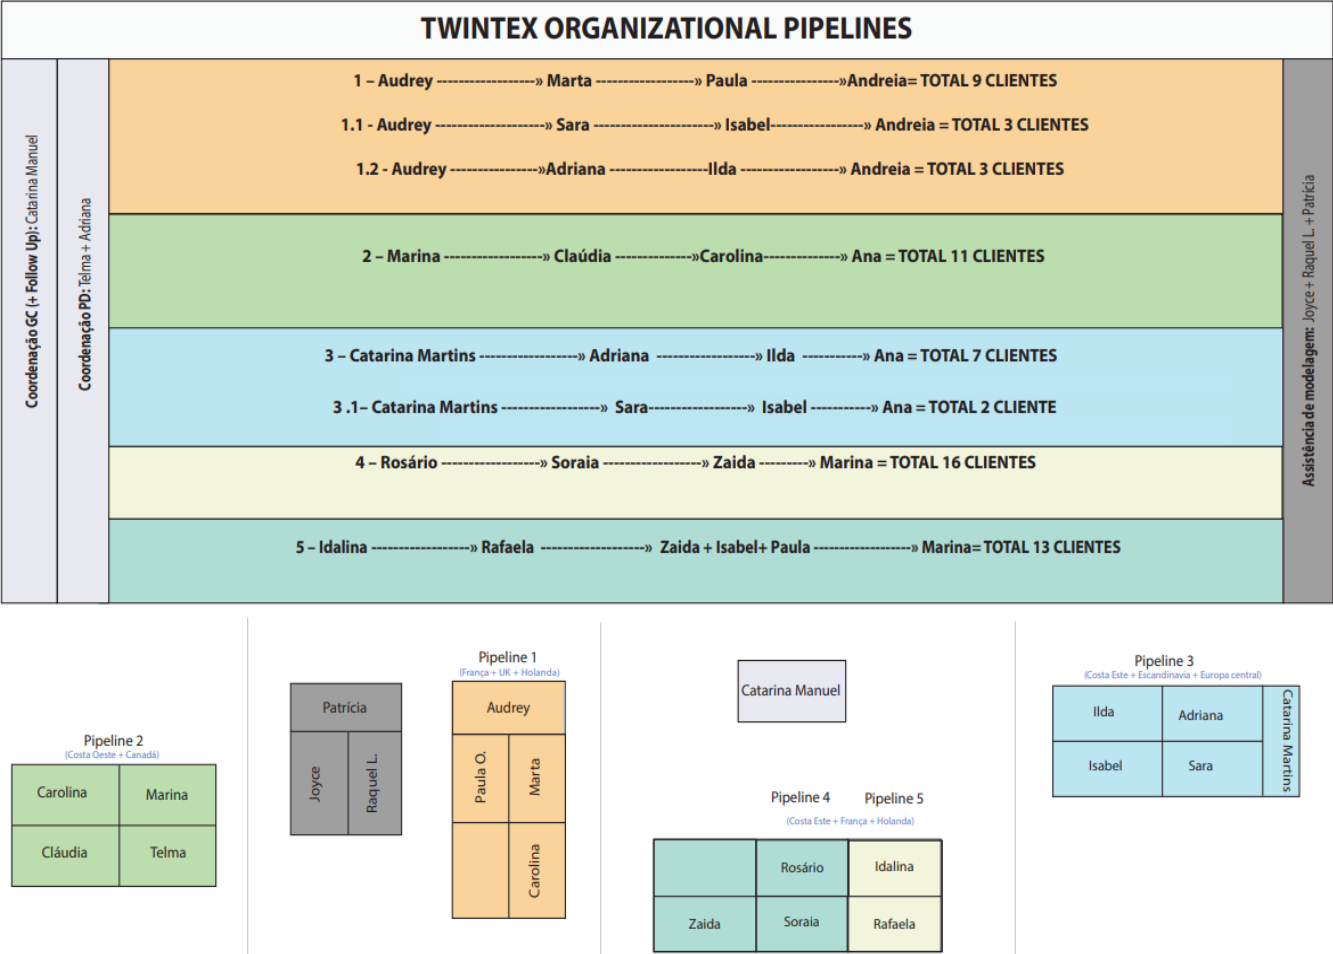 TWINTEX ORGANIZATIONAL PIPELINES
Coordenação GC (+ Follow Up): Catarina Manuel
Coordenação PD: Telma + Adriana
1 – Audrey ------------------» Marta ------------------» Paula ----------------»Andreia= TOTAL 9 CLIENTES
1.1 - Audrey --------------------» Sara ----------------------» Isabel-----------------» Andreia = TOTAL 3 CLIENTES
1.2 - Audrey ----------------»Adriana ------------------Ilda ------------------» Andreia = TOTAL 3 CLIENTES
2 – Marina ------------------» Claúdia --------------»Carolina--------------» Ana = TOTAL 11 CLIENTES
3 – Catarina Martins ------------------» Adriana ------------------» Ilda -----------» Ana = TOTAL 7 CLIENTES
3 .1– Catarina Martins ------------------» Sara------------------» Isabel -----------» Ana = TOTAL 2 CLIENTE
4 – Rosário ------------------» Soraia ------------------» Zaida ---------» Marina = TOTAL 16 CLIENTES
5 – Idalina ------------------» Rafaela -------------------» Zaida + Isabel+ Paula ------------------» Marina= TOTAL 13 CLIENTES
Assistência de modelagem: Joyce + Raquel L. + Patrícia
Pipeline 2
(Costa Oeste + Canadá)
Carolina
Marina
Cláudia
Telma
Patrícia
Joyce
Raquel L.
Pipeline 1
(França + UK + Holanda)
Audrey
Paula O.
Marta
Carolina
Catarina Manuel
Pipeline 4
Pipeline 5
(Costa Este + França + Holanda)
Rosário
Idalina
Zaida
Soraia
Rafaela
Pipeline 3
(Costa Este + Escandinavia + Europa central)
Ilda
Adriana
Catarina Martins
Isabel
Sara